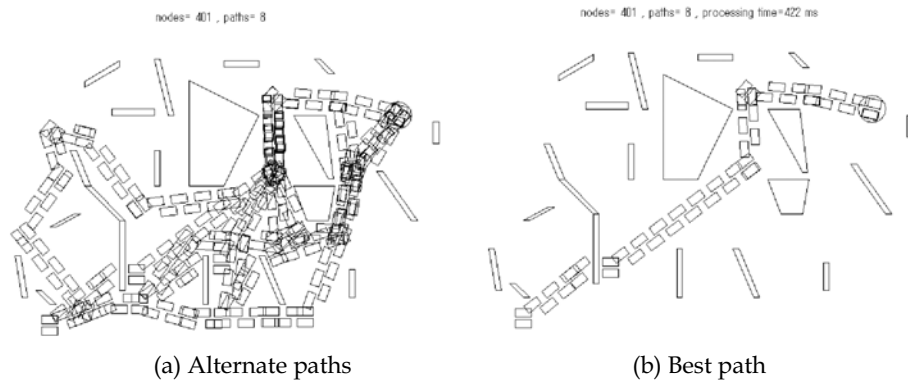 nodes= 401 , paths= 8
nodes= 401 , paths= 8 , processing time=422 ms
(a) Alternate paths
(b) Best path